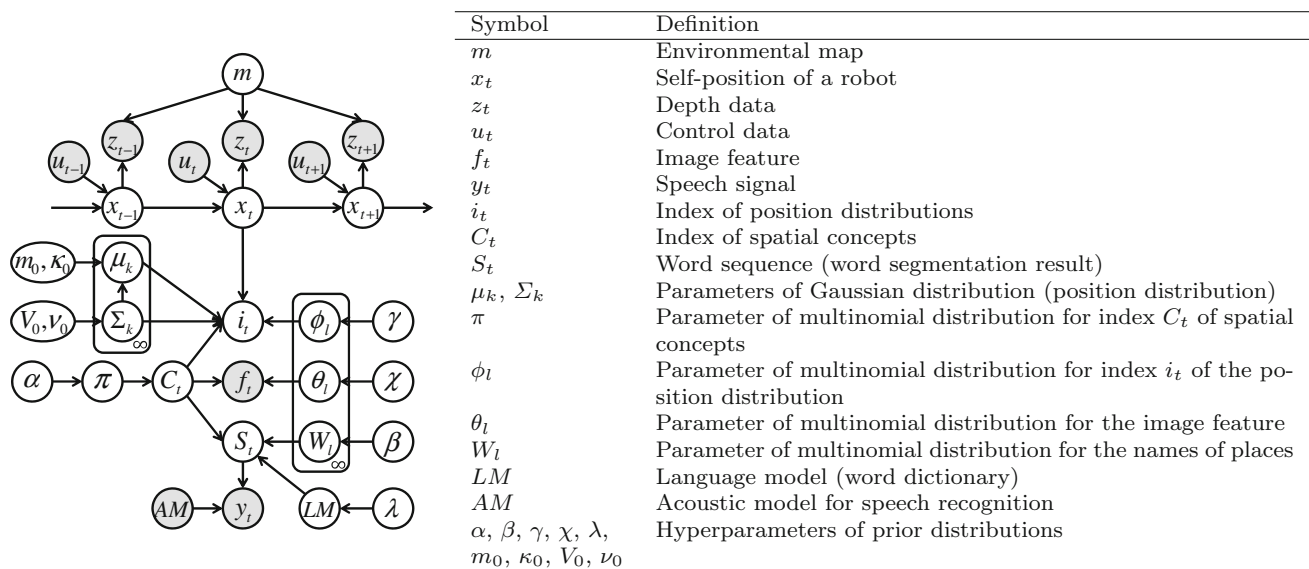 m
z_{t-1} z_t z_{t+1}
u_{t-1} u_t u_{t+1}
x_{t-1} x_t x_{t+1}
m_0, κ_0 μ_k
V_0, ν_0 Σ_k ∞ i_t ϕ_l γ
α π C_t f_t θ_l χ
S_t W_l ∞ β
AM y_t LM λ
Symbol Definition
m Environmental map
x_t Self-position of a robot
z_t Depth data
u_t Control data
f_t Image feature
y_t Speech signal
i_t Index of position distributions
C_t Index of spatial concepts
S_t Word sequence (word segmentation result)
μ_k, Σ_k Parameters of Gaussian distribution (position distribution)
π Parameter of multinomial distribution for index C_t of spatial
concepts
ϕ_l Parameter of multinomial distribution for index i_t of the po-
sition distribution
θ_l Parameter of multinomial distribution for the image feature
W_l Parameter of multinomial distribution for the names of places
LM Language model (word dictionary)
AM Acoustic model for speech recognition
α, β, γ, χ, λ, Hyperparameters of prior distributions
m_0, κ_0, V_0, ν_0